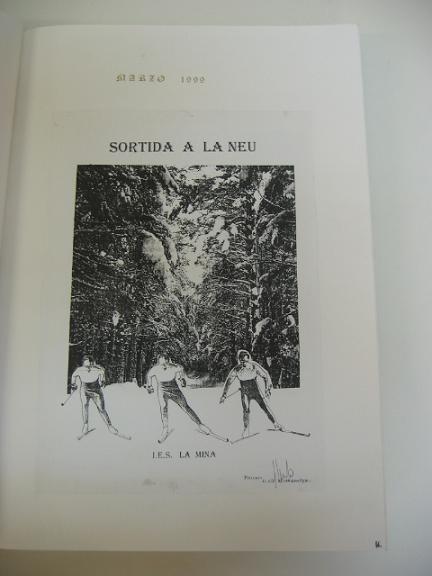 MARZO 1999
SORTIDA A LA NEU
I.E.S. LA MINA